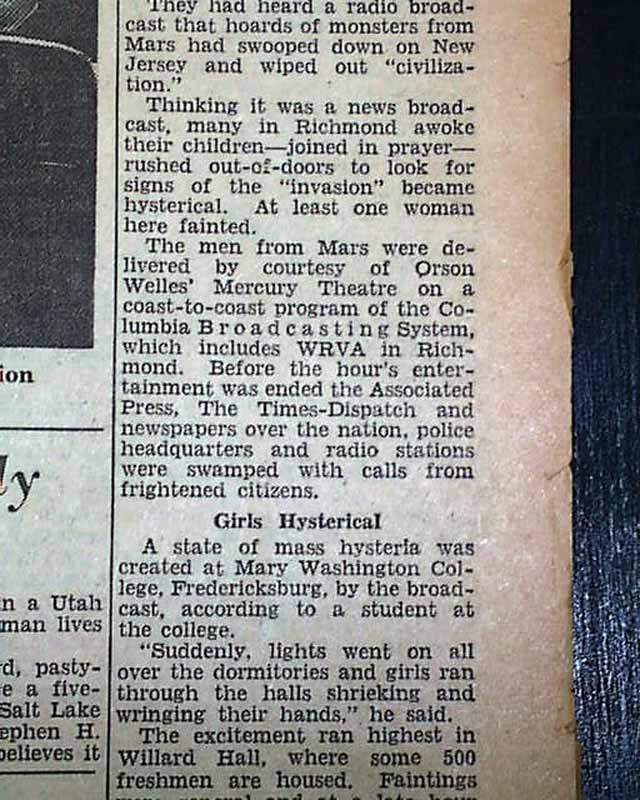 They had heard a radio broad-
cast that hoards of monsters from
Mars had swooped down on New
Jersey and wiped out "civiliza-
tion."
Thinking it was a news broad-
cast, many in Richmond awoke
their children—joined in prayer—
rushed out-of-doors to look for
signs of the "invasion" became
hysterical. At least one woman
here fainted.
The men from Mars were de-
livered by courtesy of Orson
Welles' Mercury Theatre on a
coast-to-coast program of the Co-
lumbia Broadcasting System,
which includes WRVA in Rich-
mond. Before the hour's enter-
tainment was ended the Associated
Press, The Times-Dispatch and
newspapers over the nation, police
headquarters and radio stations
were swamped with calls from
frightened citizens.
Girls Hysterical
A state of mass hysteria was
created at Mary Washington Col-
lege, Fredericksburg, by the broad-
cast, according to a student at
the college.
"Suddenly, lights went on all
over the dormitories and girls ran
through the halls shrieking and
wringing their hands," he said.
The excitement ran highest in
Willard Hall, where some 500
freshmen are housed. Faintings
were general and at a late hour
ion
ly
n a Utah
man lives
d, pasty-
e a five-
Salt Lake
ephen H.
believes it